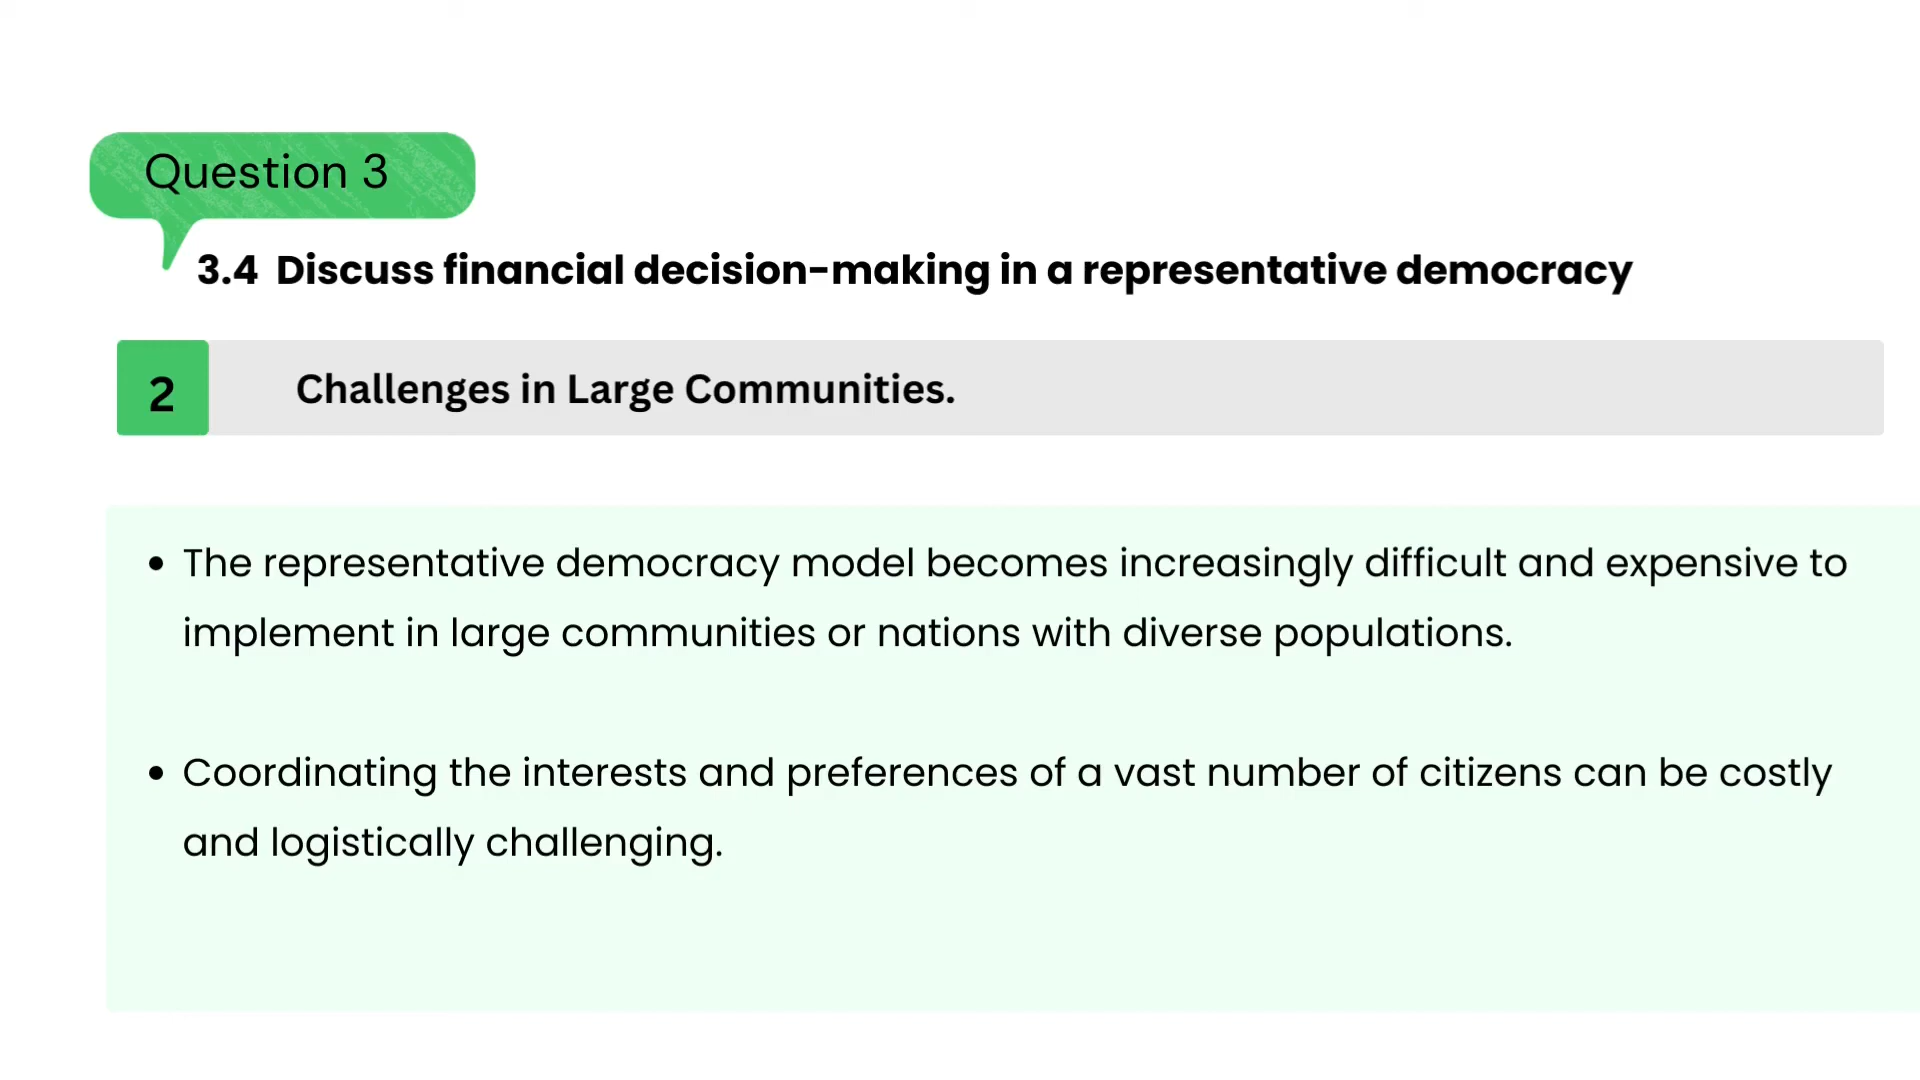 Question 3
3.4 Discuss financial decision-making in a representative democracy
2 Challenges in Large Communities.
• The representative democracy model becomes increasingly difficult and expensive to
implement in large communities or nations with diverse populations.
• Coordinating the interests and preferences of a vast number of citizens can be costly
and logistically challenging.